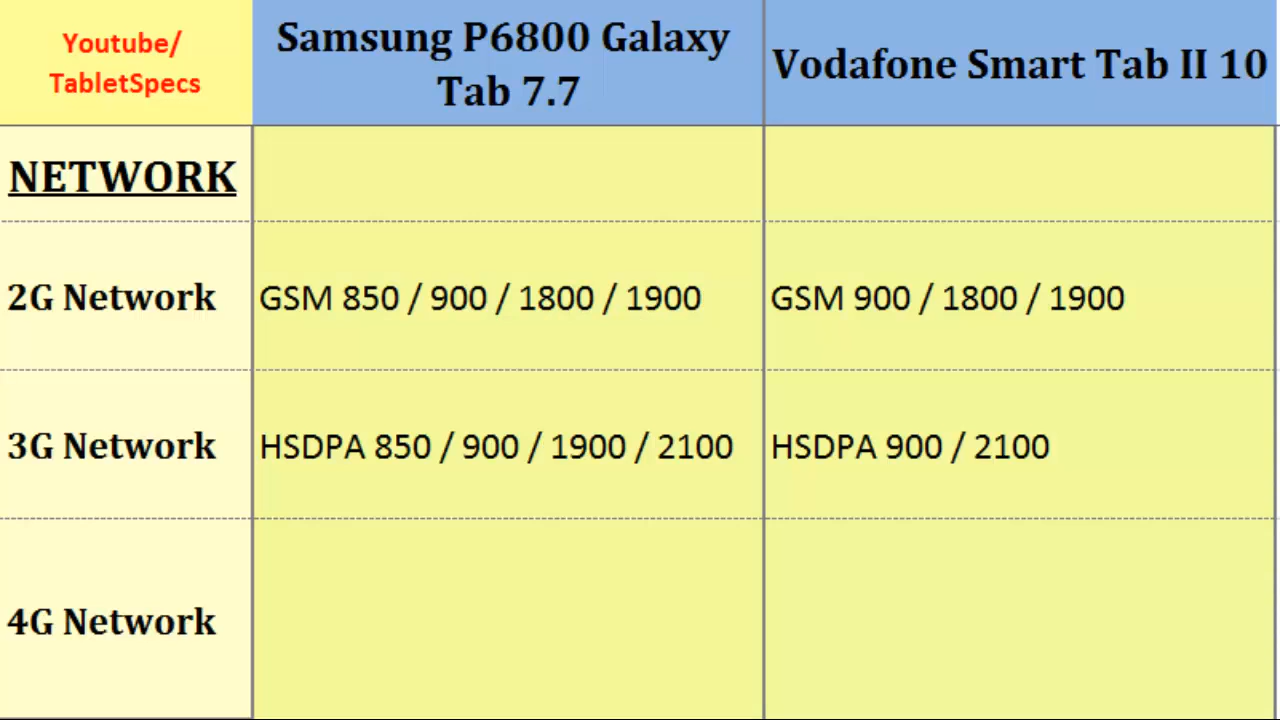 Youtube/
TabletSpecs
Samsung P6800 Galaxy
Tab 7.7
Vodafone Smart Tab II 10
NETWORK
2G Network
GSM 850 / 900 / 1800 / 1900
GSM 900 / 1800 / 1900
3G Network
HSDPA 850 / 900 / 1900 / 2100
HSDPA 900 / 2100
4G Network